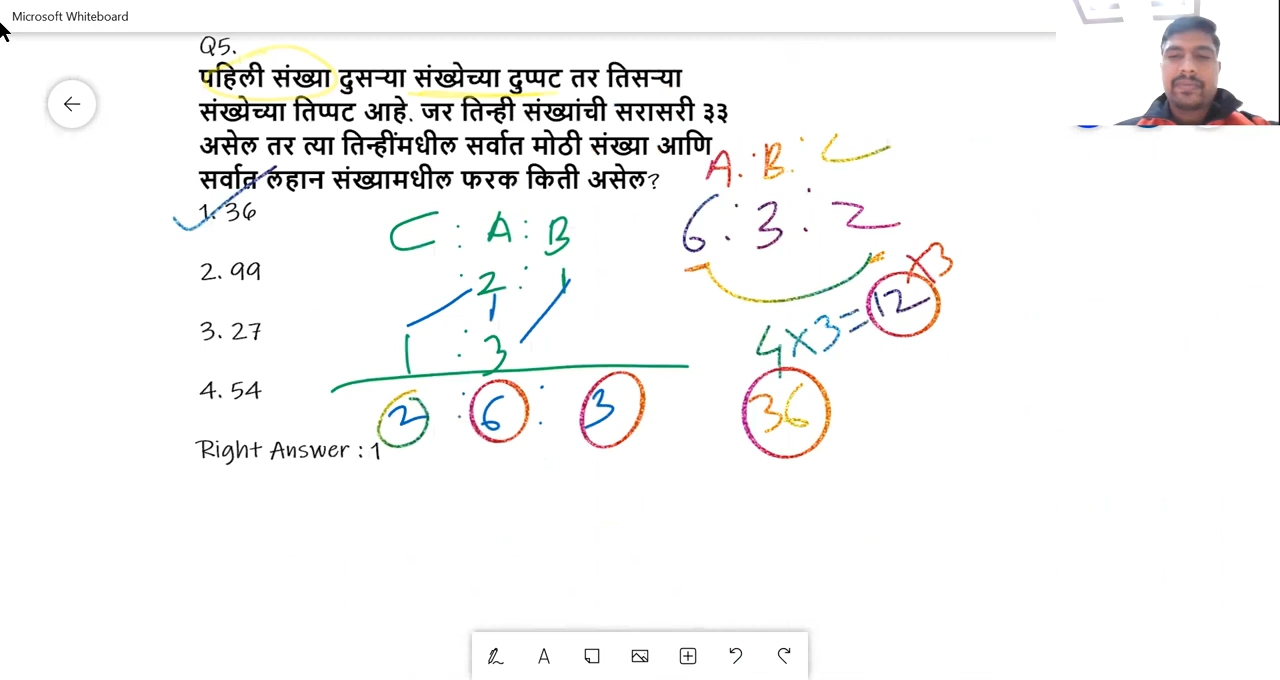 Microsoft Whiteboard
Q5.
पहिली संख्या दुसऱ्या संख्येच्या दुप्पट तर तिसऱ्या
संख्येच्या तिप्पट आहे. जर तिन्ही संख्यांची सरासरी ३३
असेल तर त्या तिन्हींमधील सर्वात मोठी संख्या आणि
सर्वात लहान संख्यामधील फरक किती असेल?
1. 36
2. 99
3. 27
4. 54
Right Answer : 1
C : A : B
: 2 : 1
1 : 3
2 : 6 : 3
A : B : C
6 : 3 : 2
×3
4×3=12
36
A